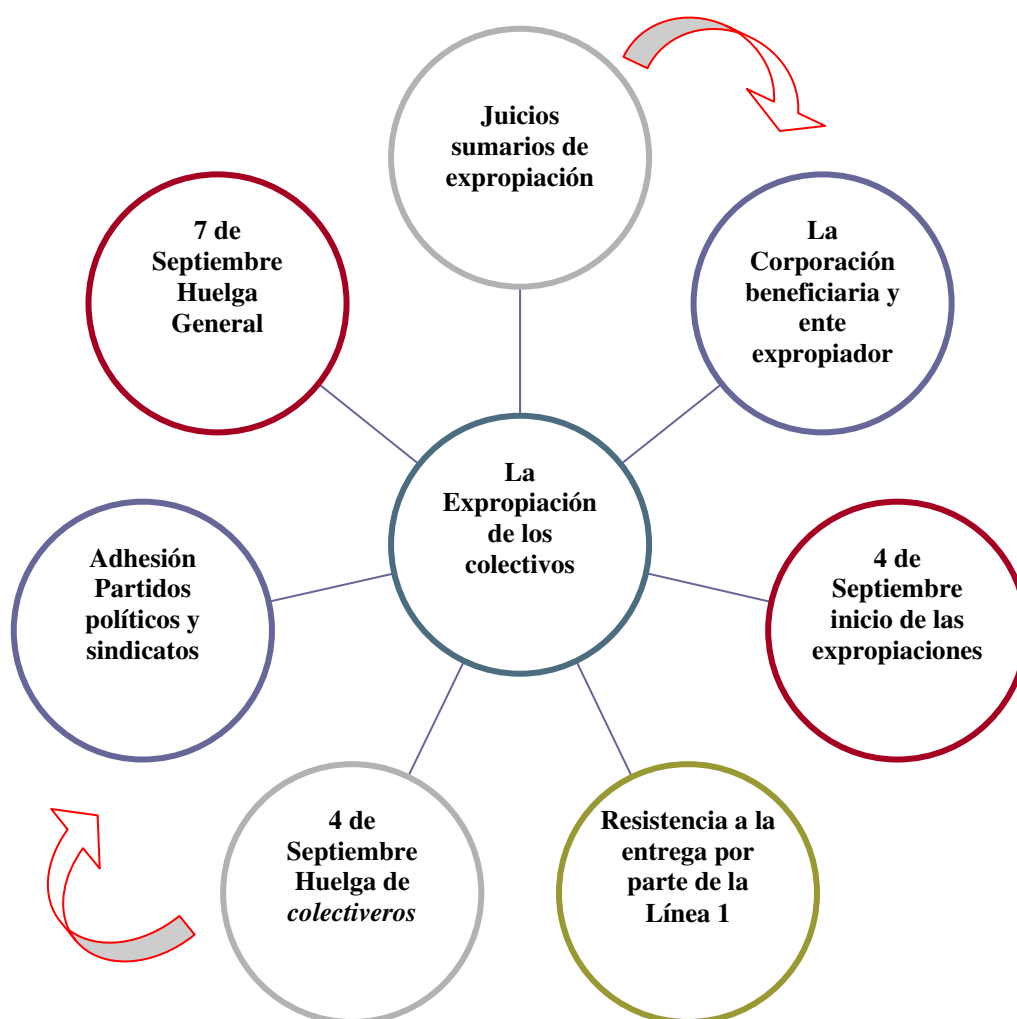 Juicios
sumarios de
expropiación
La
Corporación
beneficiaria y
ente
expropiador
4 de
Septiembre
inicio de las
expropiaciones
Resistencia a la
entrega por
parte de la
Línea 1
4 de
Septiembre
Huelga de
colectiveros
Adhesión
Partidos
políticos y
sindicatos
7 de
Septiembre
Huelga
General
La
Expropiación
de los
colectivos